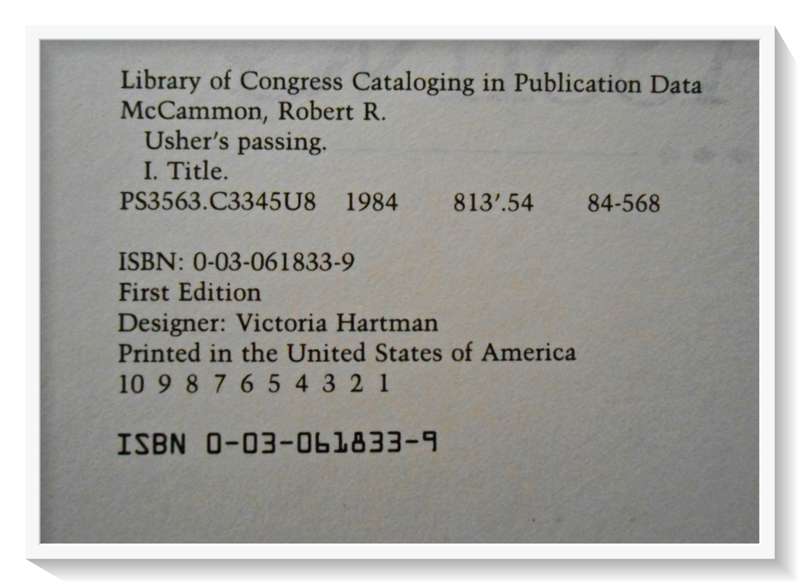 Library of Congress Cataloging in Publication Data
McCammon, Robert R.
Usher's passing.
I. Title.
PS3563.C3345U8 1984 813'.54 84-568
ISBN: 0-03-061833-9
First Edition
Designer: Victoria Hartman
Printed in the United States of America
10 9 8 7 6 5 4 3 2 1
ISBN 0-03-061833-9